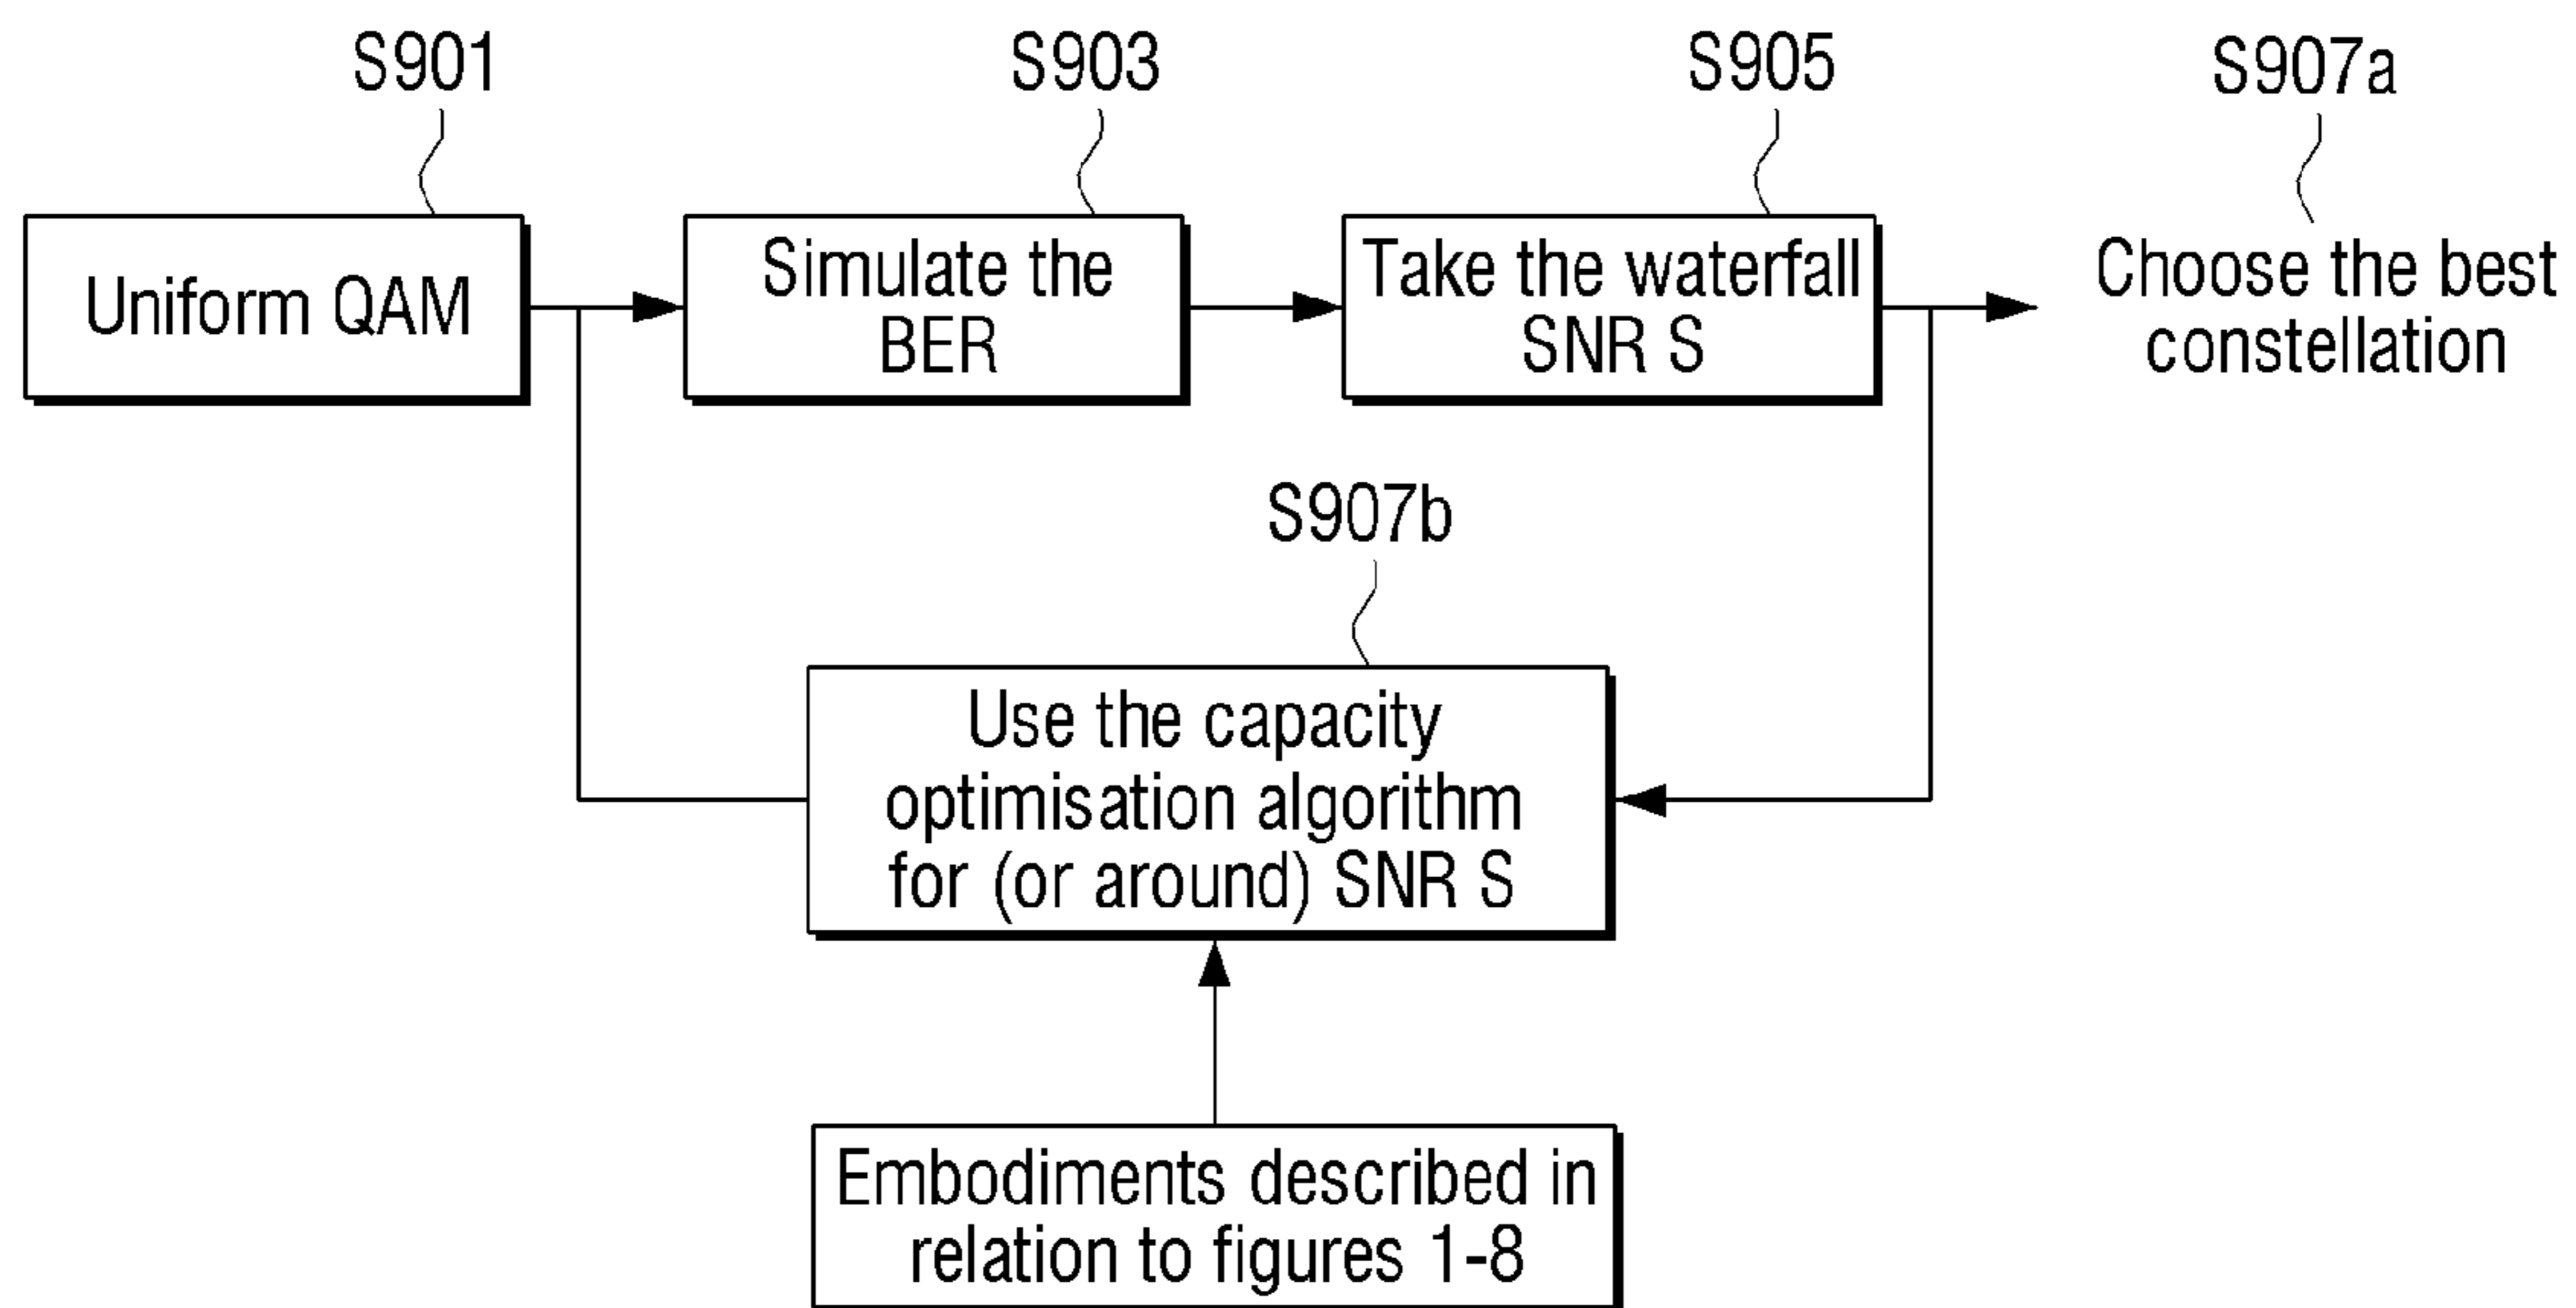 S901
S903
S905
S907a
Uniform QAM
Simulate the
BER
Take the waterfall
SNR S
Choose the best
constellation
S907b
Use the capacity
optimisation algorithm
for (or around) SNR S
Embodiments described in
relation to figures 1-8